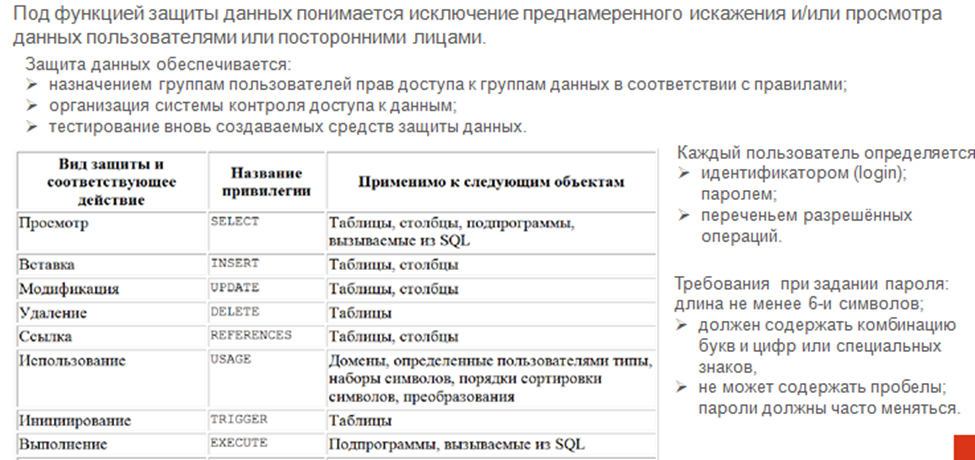 Под функцией защиты данных понимается исключение преднамеренного искажения и/или просмотра
данных пользователями или посторонними лицами.
Защита данных обеспечивается:
назначением группам пользователей прав доступа к группам данных в соответствии с правилами;
организация системы контроля доступа к данным;
тестирование вновь создаваемых средств защиты данных.
Вид защиты и
соответствующее
действие
Название
привилегии
Применимо к следующим объектам
Просмотр
SELECT
Таблицы, столбцы, подпрограммы,
вызываемые из SQL
Вставка
INSERT
Таблицы, столбцы
Модификация
UPDATE
Таблицы, столбцы
Удаление
DELETE
Таблицы
Ссылка
REFERENCES
Таблицы, столбцы
Использование
USAGE
Домены, определенные пользователями типы,
наборы символов, порядки сортировки
символов, преобразования
Инициирование
TRIGGER
Таблицы
Выполнение
EXECUTE
Подпрограммы, вызываемые из SQL
Каждый пользователь определяется
идентификатором (login);
паролем;
перечеьнем разрешённых
операций.
Требования при задании пароля:
длина не менее 6-и символов;
должен содержать комбинацию
букв и цифр или специальных
знаков,
не может содержать пробелы;
пароли должны часто меняться.